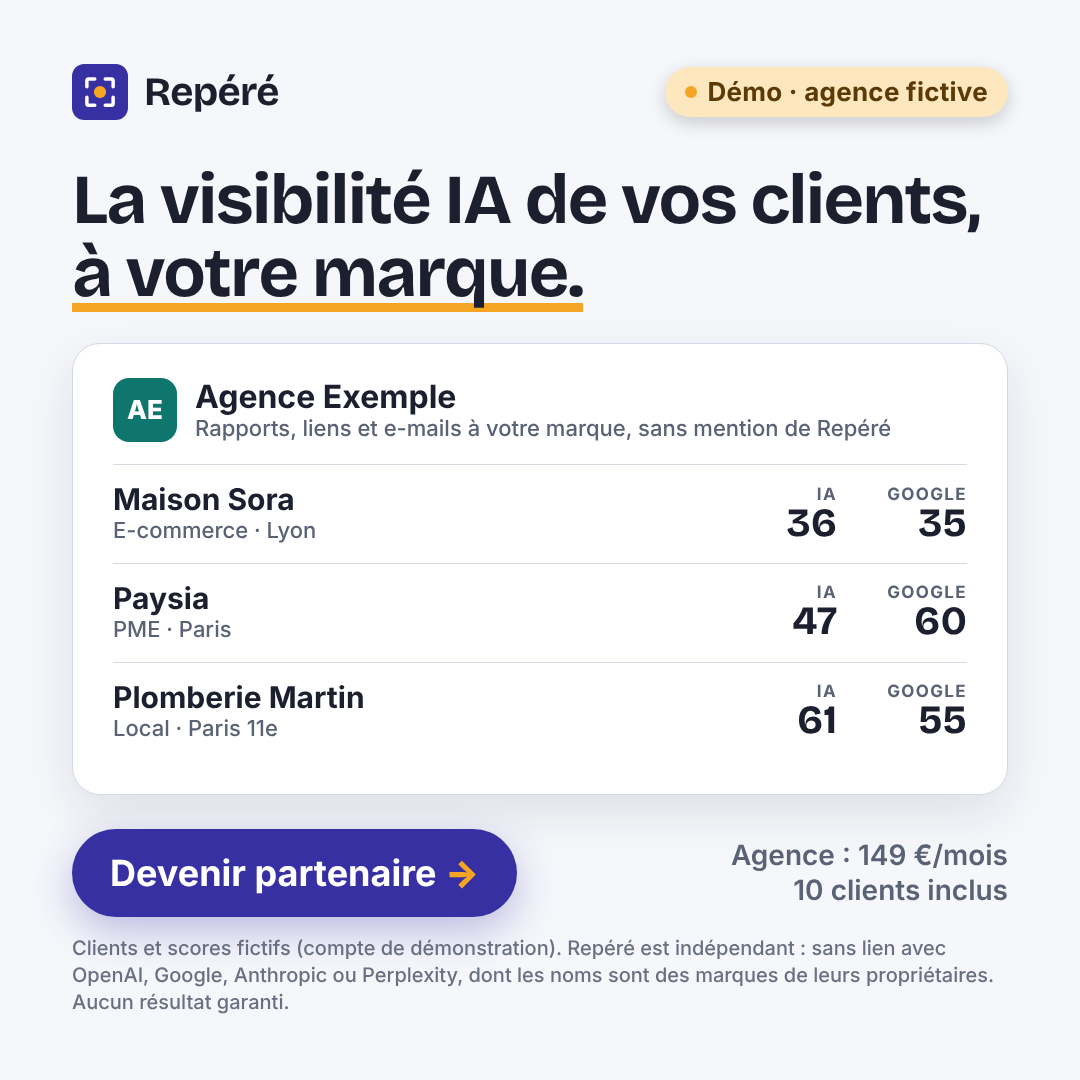 Repéré
Démo · agence fictive
La visibilité IA de vos clients,
à votre marque.
AE
Agence Exemple
Rapports, liens et e-mails à votre marque, sans mention de Repéré
Maison Sora
E-commerce · Lyon
IA
36
GOOGLE
35
Paysia
PME · Paris
IA
47
GOOGLE
60
Plomberie Martin
Local · Paris 11e
IA
61
GOOGLE
55
Devenir partenaire →
Agence : 149 €/mois
10 clients inclus
Clients et scores fictifs (compte de démonstration). Repéré est indépendant : sans lien avec
OpenAI, Google, Anthropic ou Perplexity, dont les noms sont des marques de leurs propriétaires.
Aucun résultat garanti.